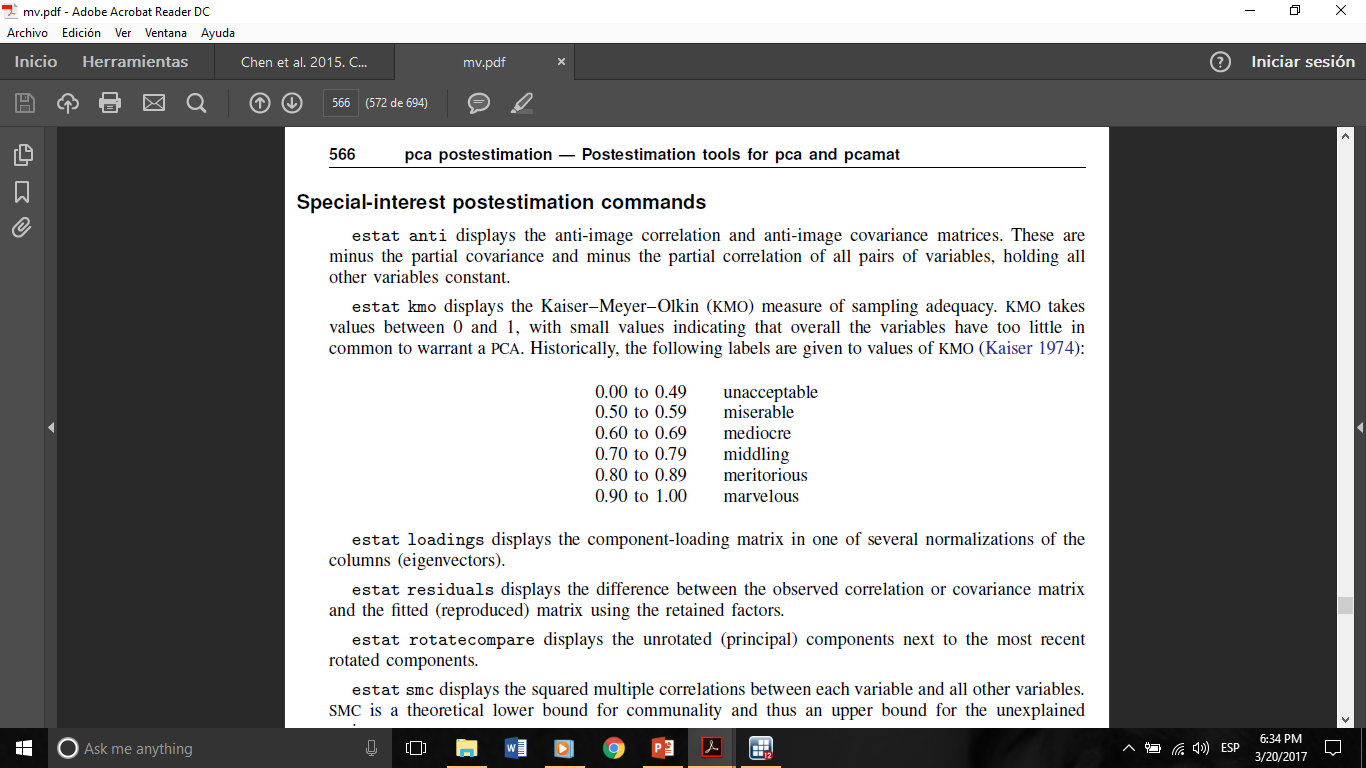 mv.pdf - Adobe Acrobat Reader DC
Archivo Edición Ver Ventana Ayuda
Inicio Herramientas Chen et al. 2015. C... mv.pdf × ? Iniciar sesión
566 (572 de 694)
566 pca postestimation — Postestimation tools for pca and pcamat
Special-interest postestimation commands
estat anti displays the anti-image correlation and anti-image covariance matrices. These are
minus the partial covariance and minus the partial correlation of all pairs of variables, holding all
other variables constant.
estat kmo displays the Kaiser–Meyer–Olkin (KMO) measure of sampling adequacy. KMO takes
values between 0 and 1, with small values indicating that overall the variables have too little in
common to warrant a PCA. Historically, the following labels are given to values of KMO (Kaiser 1974):
0.00 to 0.49 unacceptable
0.50 to 0.59 miserable
0.60 to 0.69 mediocre
0.70 to 0.79 middling
0.80 to 0.89 meritorious
0.90 to 1.00 marvelous
estat loadings displays the component-loading matrix in one of several normalizations of the
columns (eigenvectors).
estat residuals displays the difference between the observed correlation or covariance matrix
and the fitted (reproduced) matrix using the retained factors.
estat rotatecompare displays the unrotated (principal) components next to the most recent
rotated components.
estat smc displays the squared multiple correlations between each variable and all other variables.
SMC is a theoretical lower bound for communality and thus an upper bound for the unexplained
Ask me anything
ESP
6:34 PM
3/20/2017